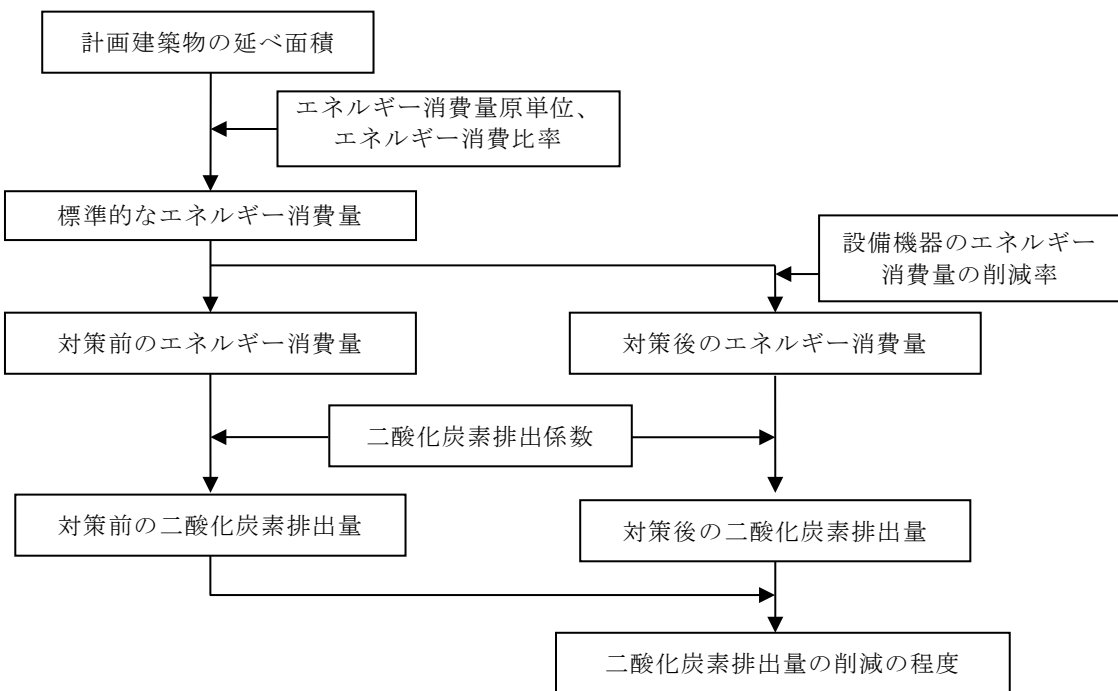 計画建築物の延べ面積
エネルギー消費量原単位、
エネルギー消費比率
標準的なエネルギー消費量
設備機器のエネルギー
消費量の削減率
対策前のエネルギー消費量
対策後のエネルギー消費量
二酸化炭素排出係数
対策前の二酸化炭素排出量
対策後の二酸化炭素排出量
二酸化炭素排出量の削減の程度